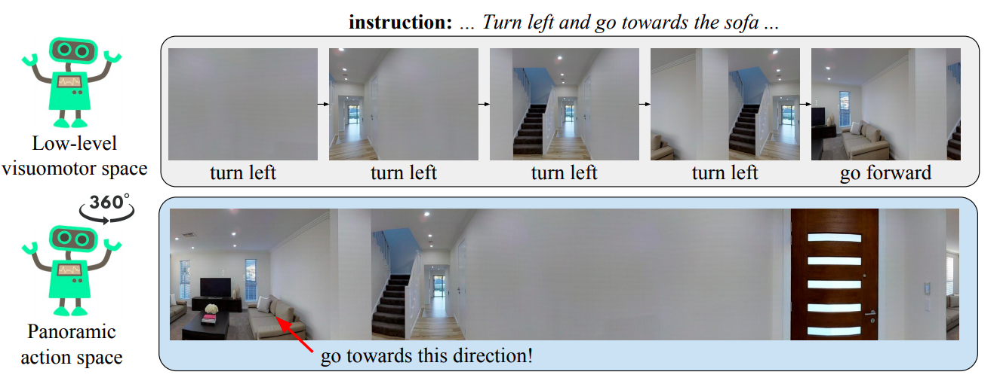 instruction: ... Turn left and go towards the sofa ...
turn left
turn left
turn left
turn left
go forward
Low-level
visuomotor space
360°
Panoramic
action space
go towards this direction!